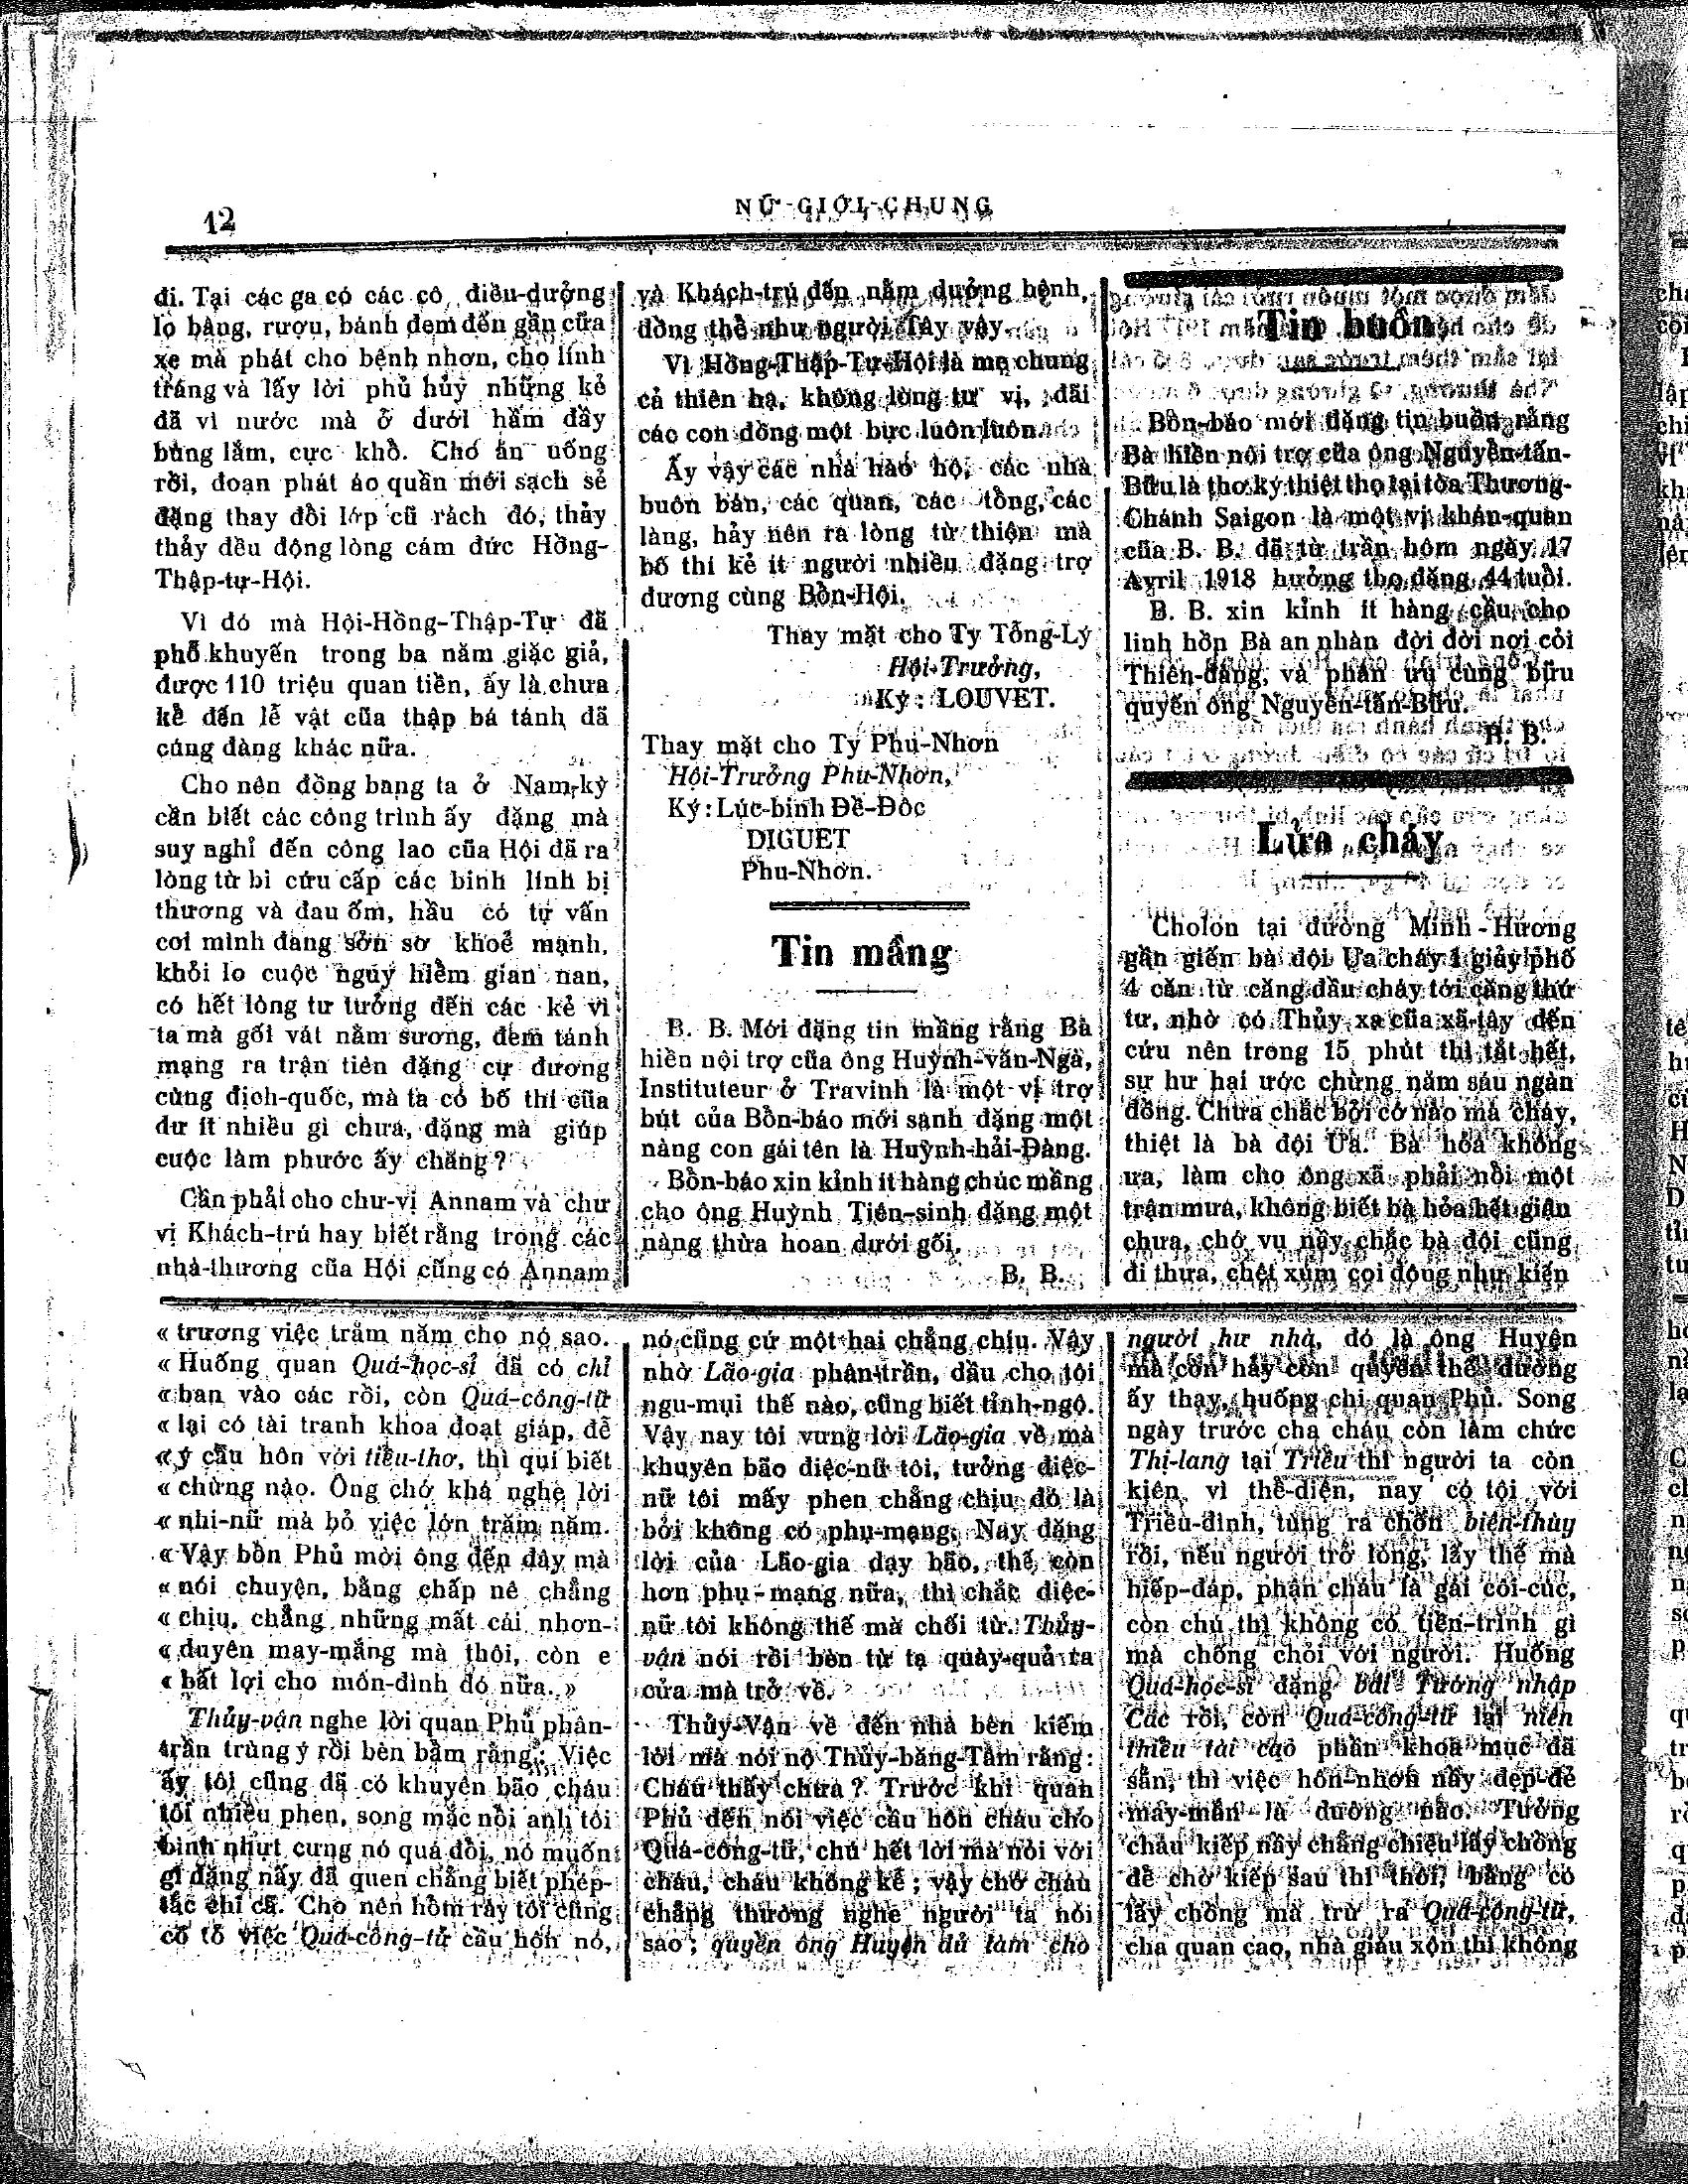 12
NỮ-GIỚI-CHUNG
đi. Tại các ga có các cô điều-dưởng
lo bằng, rượu, bánh đem đến gần cửa
xe mà phát cho bệnh nhơn, cho lính
tráng và lấy lời phủ hủy những kẻ
đã vì nước mà ở dưới hầm đầy
bùng lắm, cực khổ. Chó ăn uống
rồi, đoạn phát áo quần mới sạch sẻ
đặng thay đồi lớp cũ rách đó, thảy
thảy đều động lòng cám đức Hồng-
Thập-tự-Hội.
Vì đó mà Hội-Hồng-Thập-Tự đã
phổ khuyến trong ba năm giặc giả,
được 110 triệu quan tiền, ấy là chưa
kể đến lễ vật của thập bá tánh đã
cúng dàng khác nữa.
Cho nên đồng bang ta ở Nam-kỳ
cần biết các công trình ấy đặng mà
suy nghỉ đến công lao của Hội đã ra
lòng từ bi cứu cấp các binh lính bị
thương và đau ốm, hầu có tự vấn
coi mình đang sởn sơ khoẻ mạnh,
khỏi lo cuộc nguy hiểm gian nan,
có hết lòng tư tưởng đến các kẻ vì
ta mà gối vát nằm sương, đem tánh
mạng ra trận tiên đặng cự đương
cùng địch-quốc, mà ta có bố thí của
dư ít nhiều gì chưa, đặng mà giúp
cuộc làm phước ấy chăng?
Cần phải cho chư-vị Annam và chư
vị Khách-trú hay biết rằng trong các
nhà-thương của Hội cũng có Annam
và Khách-trú đến nằm dưởng bệnh,
đồng thể như người Tây vậy.
Vì Hồng-Thập-Tự-Hội là mẹ chung
cả thiên hạ, không lòng tư vị, đãi
các con đồng một bực luôn luôn.
Ấy vậy các nhà hào hộ, các nhà
buôn bán, các quan, các tổng, các
làng, hảy nên ra lòng từ thiện mà
bố thí kẻ ít người nhiều đặng trợ
đương cùng Bổn-Hội.
Thay mặt cho Ty Tổng-Lý
Hội-Trưởng,
Ký: LOUVET.
Thay mặt cho Ty Phu-Nhơn
Hội-Trưởng Phu-Nhơn,
Ký: Lúc-binh Đề-Đốc
DIGUET
Phu-Nhơn.
Tin mầng
B. B. Mới đặng tin mầng rằng Bà
hiền nội trợ của ông Huỳnh-văn-Ngà,
Instituteur ở Travinh là một vị trợ
bút của Bổn-báo mới sanh đặng một
nàng con gái tên là Huỳnh-hải-Đàng.
Bổn-báo xin kỉnh ít hàng chúc mầng
cho ông Huỳnh Tiên-sinh đặng một
nàng thừa hoan dưới gối.
B. B.
Tin buồn
Bổn-báo mới đặng tin buồn rằng
Bà hiền nội trợ của ông Nguyễn-tấn-
Bữu là thơ ký thiệt thọ tại tòa Thương-
Chánh Saigon là một vị khán-quan
của B. B. đã từ trần hôm ngày 17
Avril 1918 hưởng thọ đặng 44 tuổi.
B. B. xin kỉnh ít hàng cầu cho
linh hồn Bà an nhàn đời đời nơi cỏi
Thiên-đàng, và phân ưu cùng bữu
quyến ông Nguyễn-tấn-Bữu.
B. B.
Lửa cháy
Cholon tại đường Minh-Hương
gần giến bà đội Ưa cháy 1 giảy phố
4 căn từ căng đầu cháy tới căng thứ
tư, nhờ có Thủy xa của xã-tây đến
cứu nên trong 15 phút thì tắt hết,
sự hư hại ước chừng năm sáu ngàn
đồng. Chưa chắc bởi cớ nào mà cháy,
thiệt là bà đội Ưa. Bà hỏa không
ưa, làm cho ông xã phải nổi một
trận mưa, không biết bà hỏa hết giận
chưa, chớ vụ nầy chắc bà đội cũng
đi thưa, chệt xúm coi đông như kiến
« trương việc trăm năm cho nó sao.
« Huống quan Quá-học-sỉ đã có chỉ
« ban vào các rồi, còn Quá-công-tử
« lại có tài tranh khoa đoạt giáp, để
« ý cầu hôn với tiểu-thơ, thì qui biết
« chừng nào. Ông chớ khá nghe lời
« nhi-nữ mà bỏ việc lớn trăm năm.
« Vậy bổn Phủ mời ông đến đây mà
« nói chuyện, bằng chấp nê chẳng
« chịu, chẳng những mất cái nhơn-
« duyên may-mắng mà thôi, còn e
« bất lợi cho môn-đình đó nữa. »
Thủy-vận nghe lời quan Phủ phân-
trần trùng ý rồi bèn bẩm rằng: Việc
ấy tôi cũng đã có khuyên bảo cháu
tôi nhiều phen, song mắc nỗi anh tôi
bình nhựt cưng nó quá đổi, nó muốn
gì đặng nấy đã quen chẳng biết phép-
tắc chi cả. Cho nên hôm rày tôi cũng
có tỏ việc Quá-công-tử cầu hôn nó,
nó cũng cứ một hai chẳng chịu. Vậy
nhờ Lão-gia phân-trần, dầu cho tôi
ngu-mụi thế nào, cũng biết tỉnh-ngộ.
Vậy nay tôi vưng lời Lão-gia về mà
khuyên bảo điệc-nữ tôi, tưởng điệc-
nữ tôi mấy phen chẳng chịu đó là
bởi không có phụ-mạng. Nay đặng
lời của Lão-gia dạy bảo, thế còn
hơn phụ-mạng nữa, thì chắc điệc-
nữ tôi không thế mà chối từ. Thủy-
vận nói rồi bèn từ tạ quày-quả ra
cửa mà trở về.
Thủy-Vận về đến nhà bèn kiếm
lời mà nói nộ Thủy-băng-Tâm rằng:
Cháu thấy chưa? Trước khi quan
Phủ đến nói việc cầu hôn cháu cho
Quá-công-tử, chú hết lời mà nói với
cháu, cháu không kể; vậy chớ cháu
chẳng thường nghe người ta nói
sao; quyền ông Huyện đủ làm cho
người hư nhà, đó là ông Huyện
mà còn hảy còn quyền thế dường
ấy thay, huống chi quan Phủ. Song
ngày trước cha cháu còn làm chức
Thị-lang tại Triều thì người ta còn
kiên vì thể-diện, nay có tội với
Triều-đình, tùng ra chốn biên-thùy
rồi, nếu người trở lòng, lấy thế mà
hiếp-đáp, phận cháu là gái côi-cúc,
còn chú thì không có tiền-trình gì
mà chống chỏi với người. Huống
Quá-học-sỉ đặng bái Tướng nhập
Các rồi, còn Quá-công-tử lại niên
thiếu tài cao phần khoa mục đã
sẵn, thì việc hôn-nhơn nầy đẹp-đẻ
may-mắn là dường nào. Tưởng
cháu kiếp nầy chẳng chiệu lấy chồng
để chờ kiếp sau thì thôi, bằng có
lấy chồng mà trừ ra Quá-công-tử,
cha quan cao, nhà giầu xộn thì không